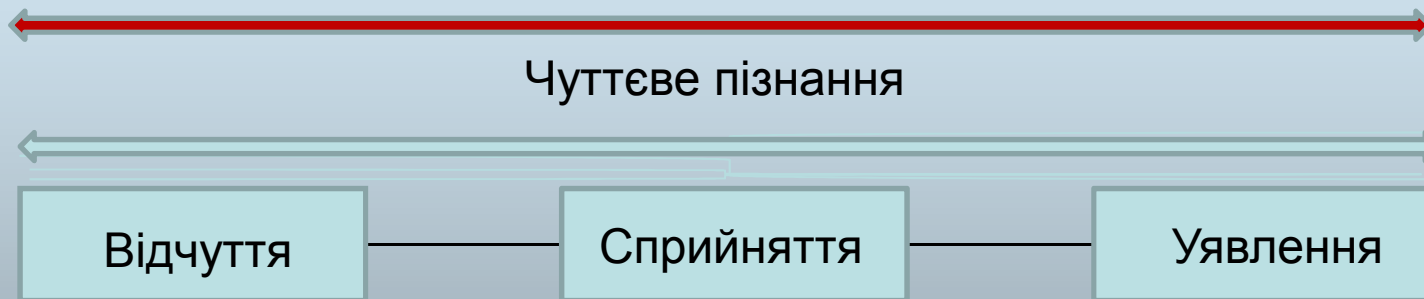 Чуттєве пізнання
Відчуття
Сприйняття
Уявлення